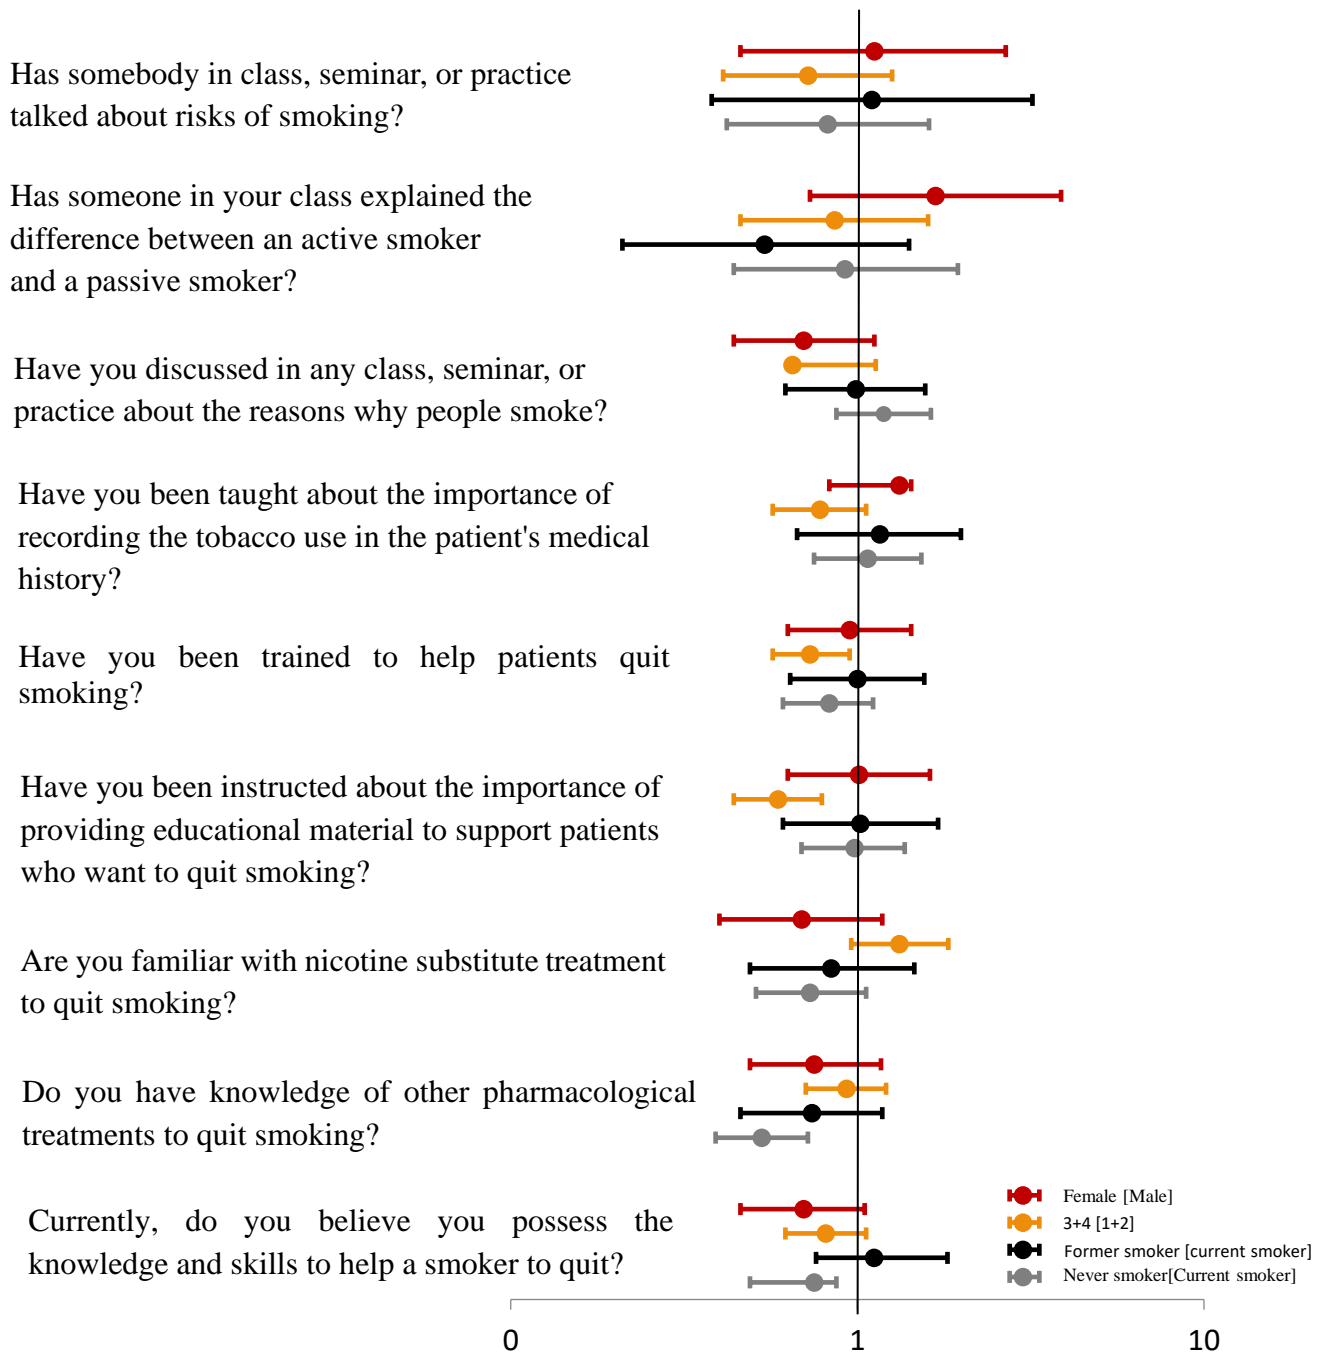 Has somebody in class, seminar, or practice
talked about risks of smoking?
Has someone in your class explained the
difference between an active smoker
and a passive smoker?
Have you discussed in any class, seminar, or
practice about the reasons why people smoke?
Have you been taught about the importance of
recording the tobacco use in the patient's medical
history?
Have you been trained to help patients quit
smoking?
Have you been instructed about the importance of
providing educational material to support patients
who want to quit smoking?
Are you familiar with nicotine substitute treatment
to quit smoking?
Do you have knowledge of other pharmacological
treatments to quit smoking?
Currently, do you believe you possess the
knowledge and skills to help a smoker to quit?
Female [Male]
3+4 [1+2]
Former smoker [current smoker]
Never smoker[Current smoker]
0 1 10